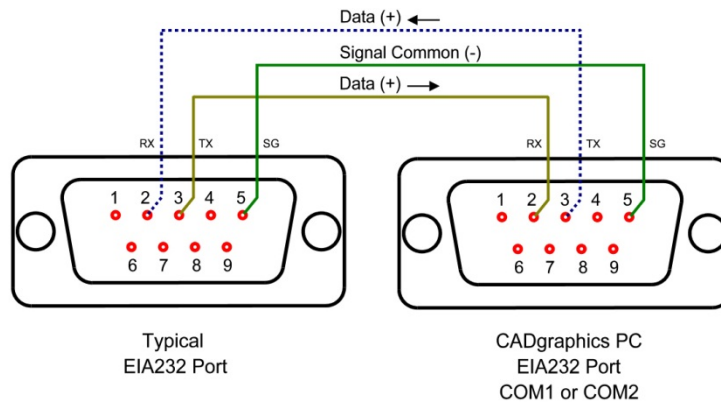 Data (+)
Signal Common (-)
Data (+)
RX TX SG RX TX SG
1 2 3 4 5 1 2 3 4 5
6 7 8 9 6 7 8 9
Typical
EIA232 Port
CADgraphics PC
EIA232 Port
COM1 or COM2